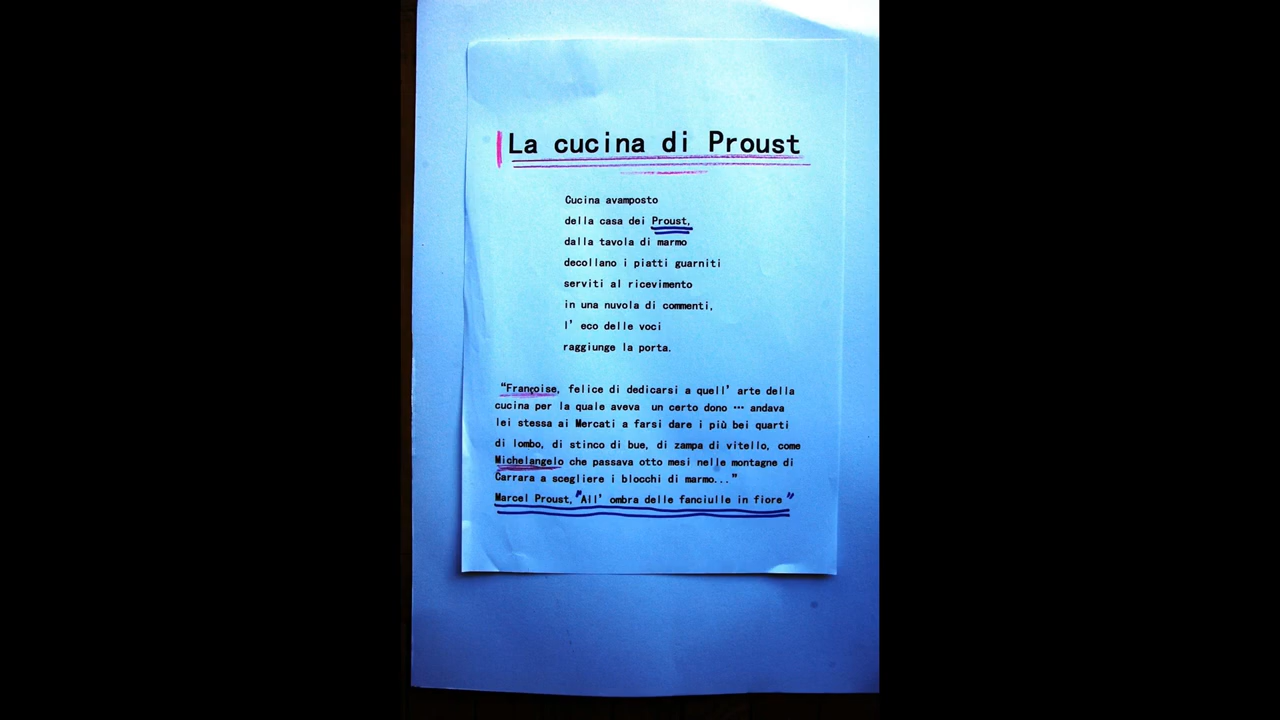 La cucina di Proust
Cucina avamposto
della casa dei Proust,
dalla tavola di marmo
decollano i piatti guarniti
serviti al ricevimento
in una nuvola di commenti,
l’eco delle voci
raggiunge la porta.
“Françoise, felice di dedicarsi a quell’arte della
cucina per la quale aveva un certo dono … andava
lei stessa ai Mercati a farsi dare i più bei quarti
di lombo, di stinco di bue, di zampa di vitello, come
Michelangelo che passava otto mesi nelle montagne di
Carrara a scegliere i blocchi di marmo...”
Marcel Proust, "All’ombra delle fanciulle in fiore"